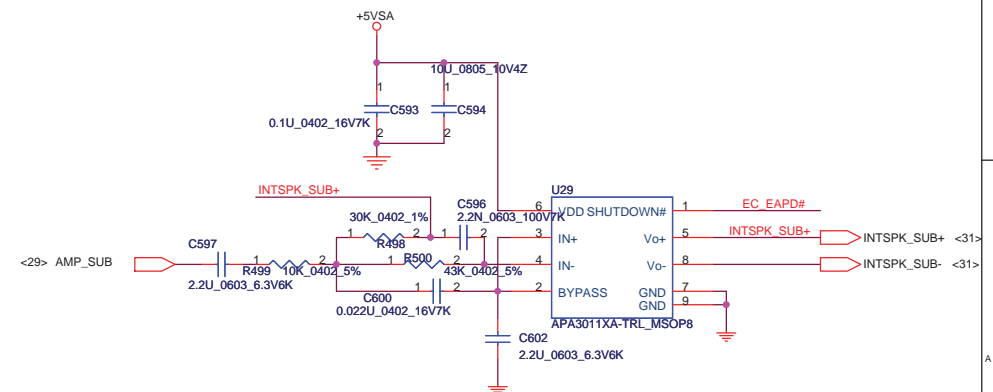 +5VSA
10U_0805_10V4Z
1
1
C593
C594
0.1U_0402_16V7K
2
2
INTSPK_SUB+
U29
C596
2.2N_0603_100V7K
6
VDD
SHUTDOWN#
1
EC_EAPD#
30K_0402_1%
1
2
1
2
3
IN+
Vo+
5
INTSPK_SUB+
INTSPK_SUB+ <31>
R498
C597
<29> AMP_SUB
1
2
1
2
1
2
4
IN-
Vo-
8
INTSPK_SUB- <31>
R500
R499
10K_0402_5%
43K_0402_5%
2.2U_0603_6.3V6K
1
2
2
BYPASS
GND
7
C600
GND
9
0.022U_0402_16V7K
APA3011XA-TRL_MSOP8
C602
2.2U_0603_6.3V6K
A